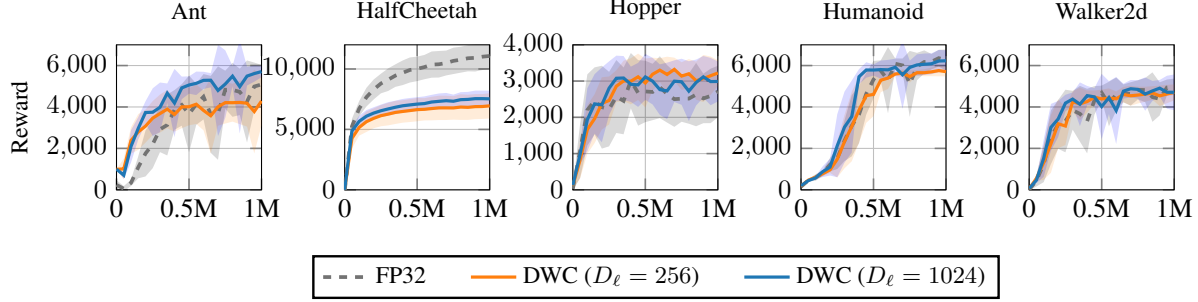 Ant HalfCheetah Hopper Humanoid Walker2d
Reward
6,000 4,000 2,000 0
0 0.5M 1M
10,000 5,000 0
0 0.5M 1M
4,000 3,000 2,000 1,000 0
0 0.5M 1M
6,000 4,000 2,000 0
0 0.5M 1M
6,000 4,000 2,000 0
0 0.5M 1M
FP32 DWC (Dℓ = 256) DWC (Dℓ = 1024)